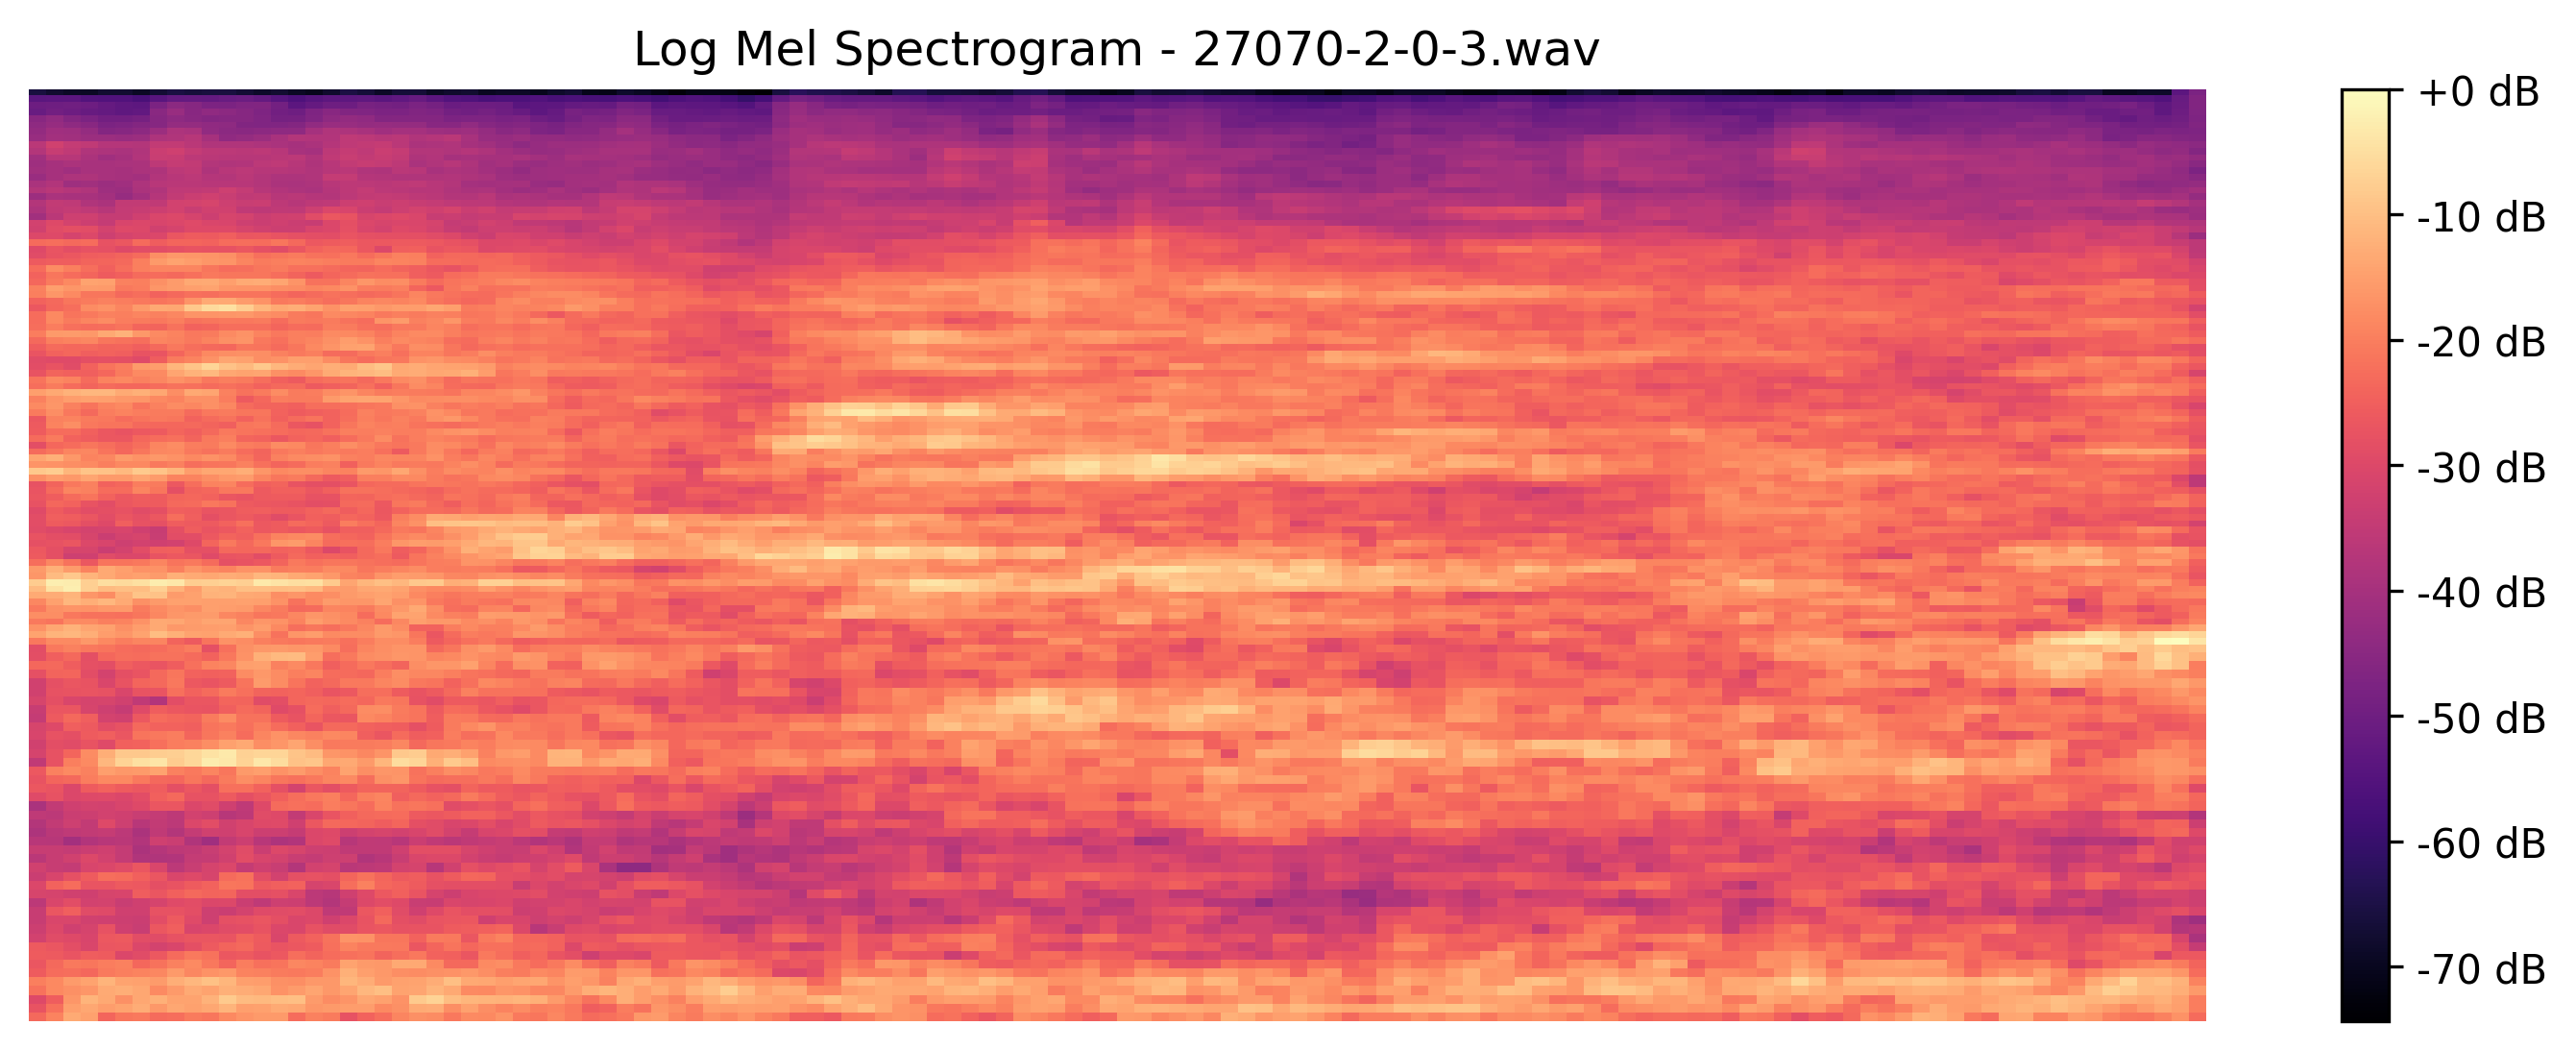 Log Mel Spectrogram - 27070-2-0-3.wav
+0 dB
-10 dB
-20 dB
-30 dB
-40 dB
-50 dB
-60 dB
-70 dB